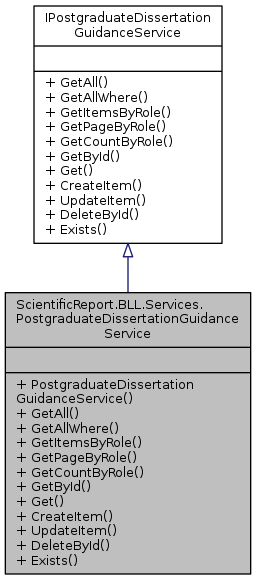 IPostgraduateDissertation
GuidanceService
+ GetAll()
+ GetAllWhere()
+ GetItemsByRole()
+ GetPageByRole()
+ GetCountByRole()
+ GetById()
+ Get()
+ CreateItem()
+ UpdateItem()
+ DeleteById()
+ Exists()
ScientificReport.BLL.Services.
PostgraduateDissertationGuidance
Service
+ PostgraduateDissertation
GuidanceService()
+ GetAll()
+ GetAllWhere()
+ GetItemsByRole()
+ GetPageByRole()
+ GetCountByRole()
+ GetById()
+ Get()
+ CreateItem()
+ UpdateItem()
+ DeleteById()
+ Exists()